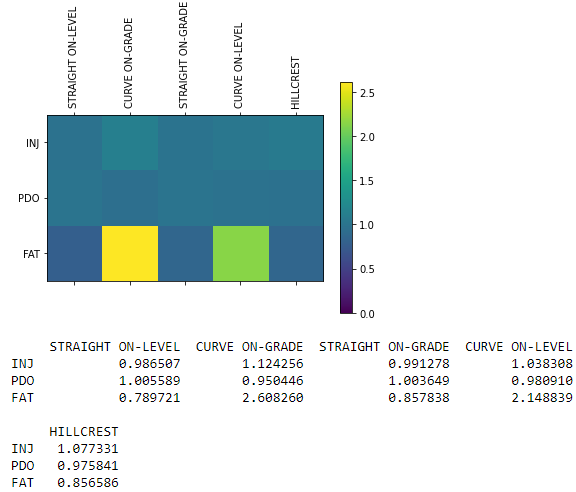 STRAIGHT ON-LEVEL
CURVE ON-GRADE
STRAIGHT ON-GRADE
CURVE ON-LEVEL
HILLCREST
INJ
PDO
FAT
2.5
2.0
1.5
1.0
0.5
0.0
STRAIGHT ON-LEVEL CURVE ON-GRADE STRAIGHT ON-GRADE CURVE ON-LEVEL
INJ 0.986507 1.124256 0.991278 1.038308
PDO 1.005589 0.950446 1.003649 0.980910
FAT 0.789721 2.608260 0.857838 2.148839
HILLCREST
INJ 1.077331
PDO 0.975841
FAT 0.856586